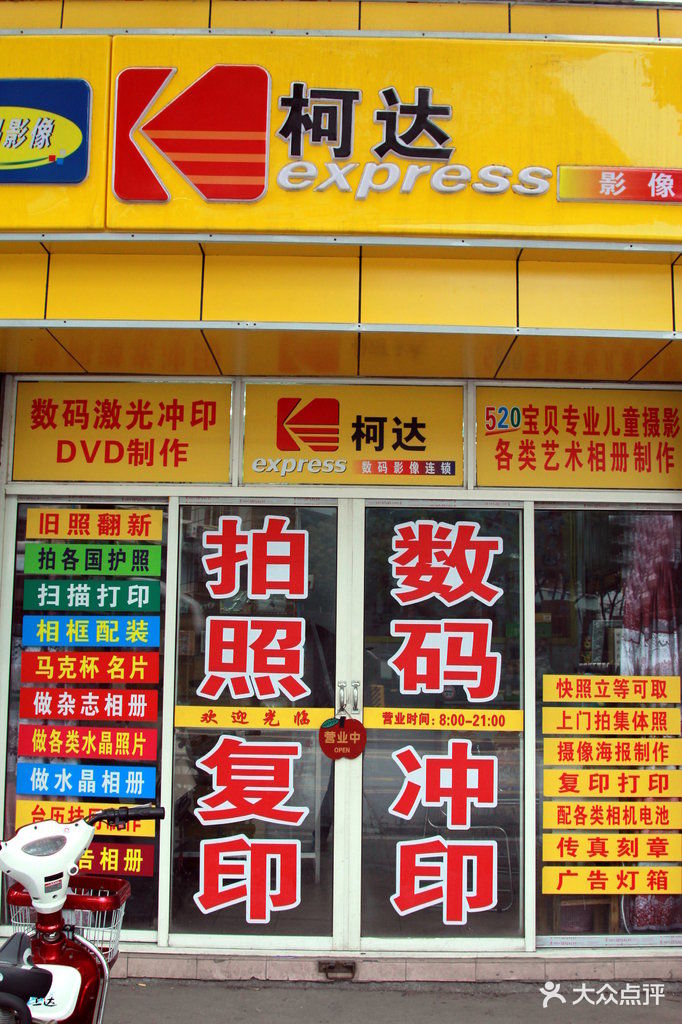 影像
柯达
express
影像
数码激光冲印
DVD制作
柯达
express 数码影像连锁
520宝贝专业儿童摄影
各类艺术相册制作
旧照翻新
拍各国护照
扫描打印
相框配装
马克杯 名片
做杂志相册
做各类水晶照片
做水晶相册
告相册
拍照
复印
数码
冲印
欢迎光临
营业中
OPEN
营业时间: 8:00-21:00
快照立等可取
上门拍集体照
摄像海报制作
复印打印
配各类相机电池
传真刻章
广告灯箱
大众点评